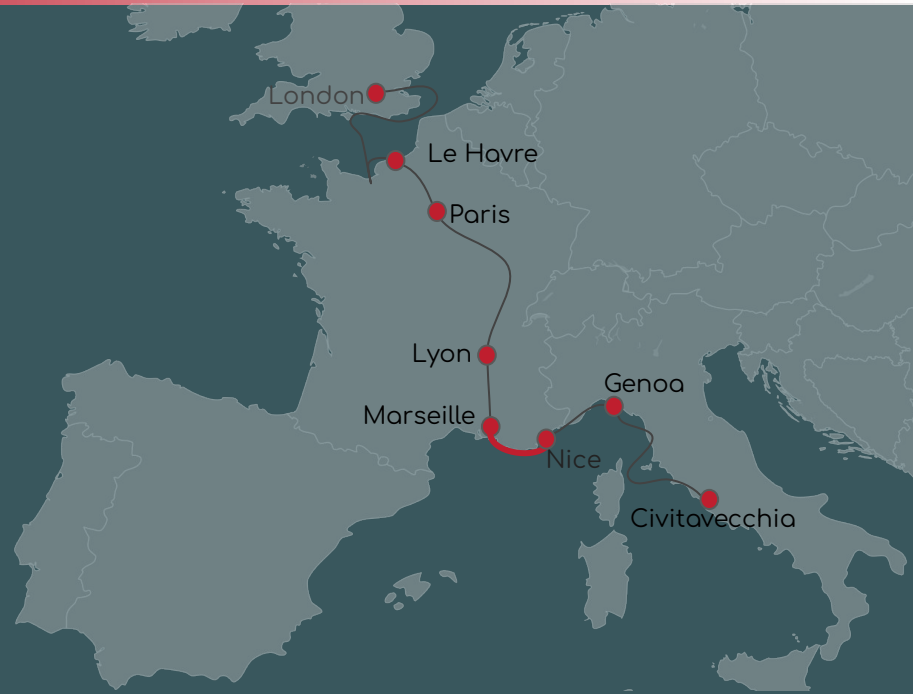 London
Le Havre
Paris
Lyon
Genoa
Marseille
Nice
Civitavecchia